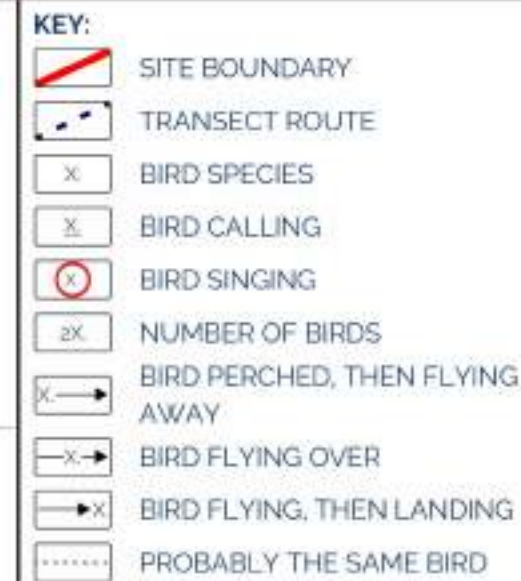 KEY:
SITE BOUNDARY
TRANSECT ROUTE
X. BIRD SPECIES
X. BIRD CALLING
X BIRD SINGING
2X. NUMBER OF BIRDS
X. BIRD PERCHED, THEN FLYING
AWAY
X. BIRD FLYING OVER
X BIRD FLYING, THEN LANDING
PROBABLY THE SAME BIRD